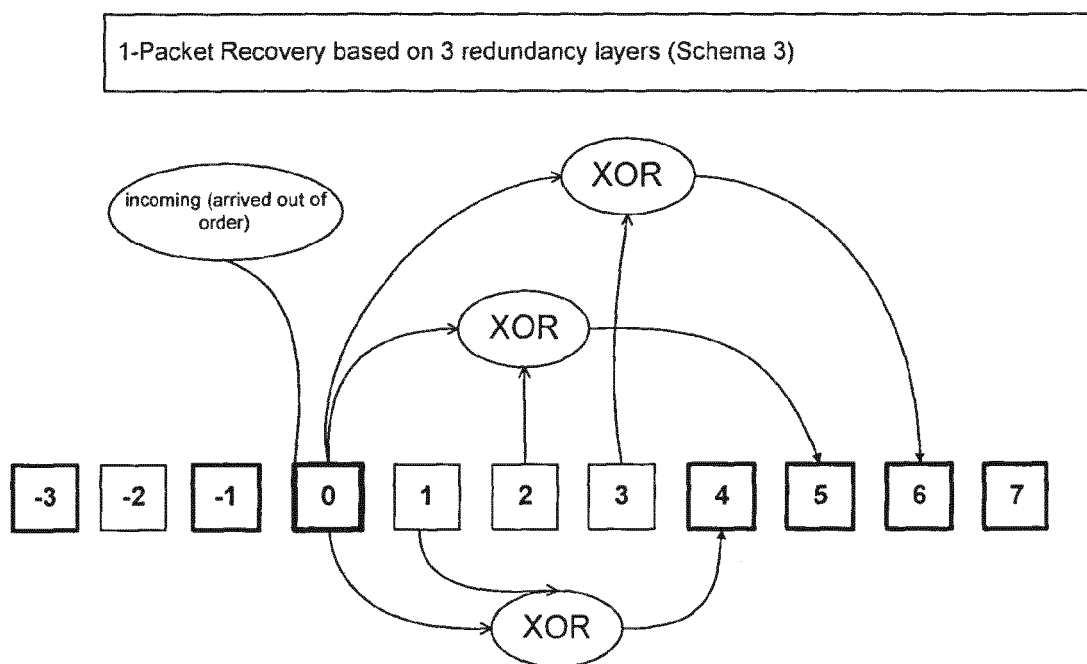 1-Packet Recovery based on 3 redundancy layers (Schema 3)
XOR
incoming (arrived out of
order)
XOR
-3 -2 -1 0 1 2 3 4 5 6 7
XOR